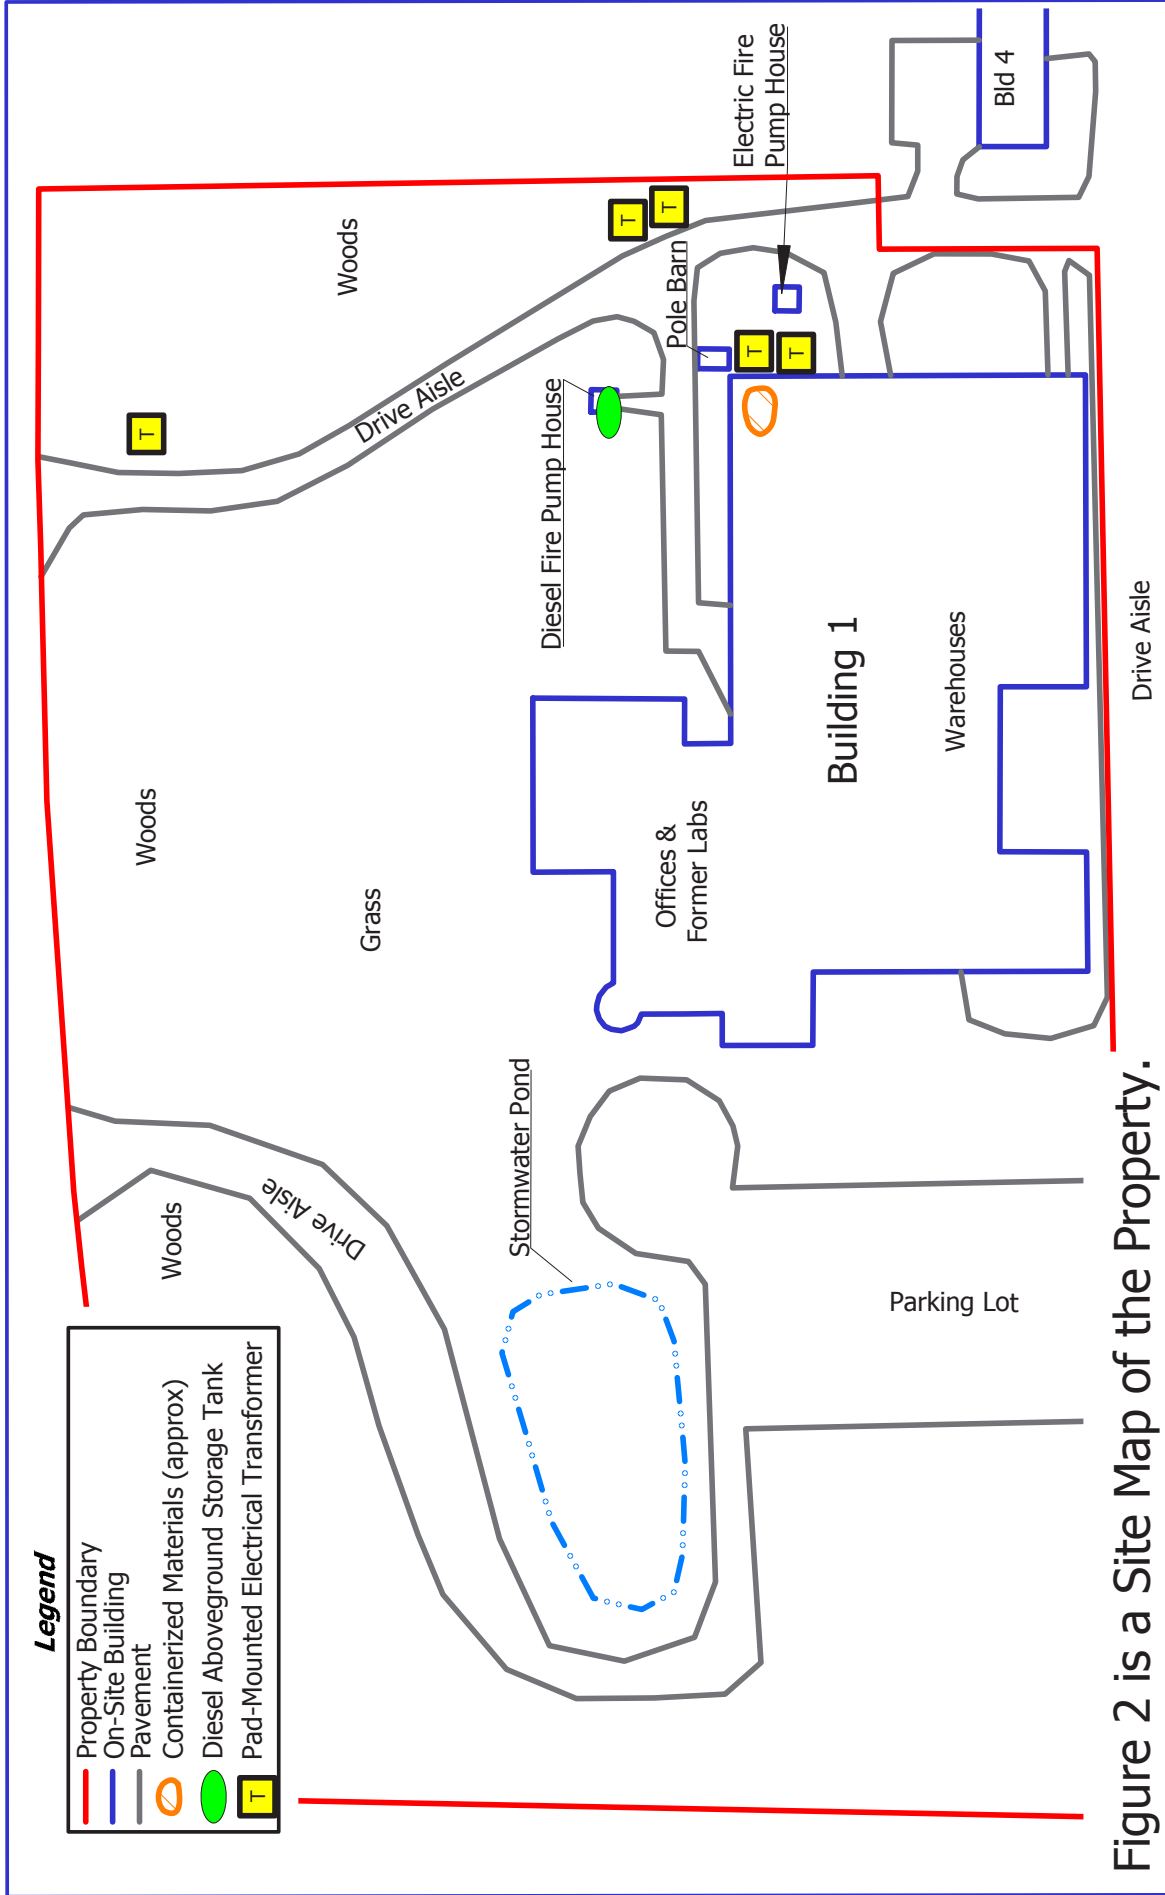 Legend
Property Boundary
On-Site Building
Pavement
Containerized Materials (approx)
Diesel Aboveground Storage Tank
T
Pad-Mounted Electrical Transformer
Woods
Drive Aisle
Woods
T
Woods
Grass
Drive Aisle
Stormwater Pond
Diesel Fire Pump House
T
T
Pole Barn
Electric Fire
Pump House
T
T
Offices &
Former Labs
Building 1
Warehouses
Parking Lot
Bld 4
Drive Aisle
Figure 2 is a Site Map of the Property.